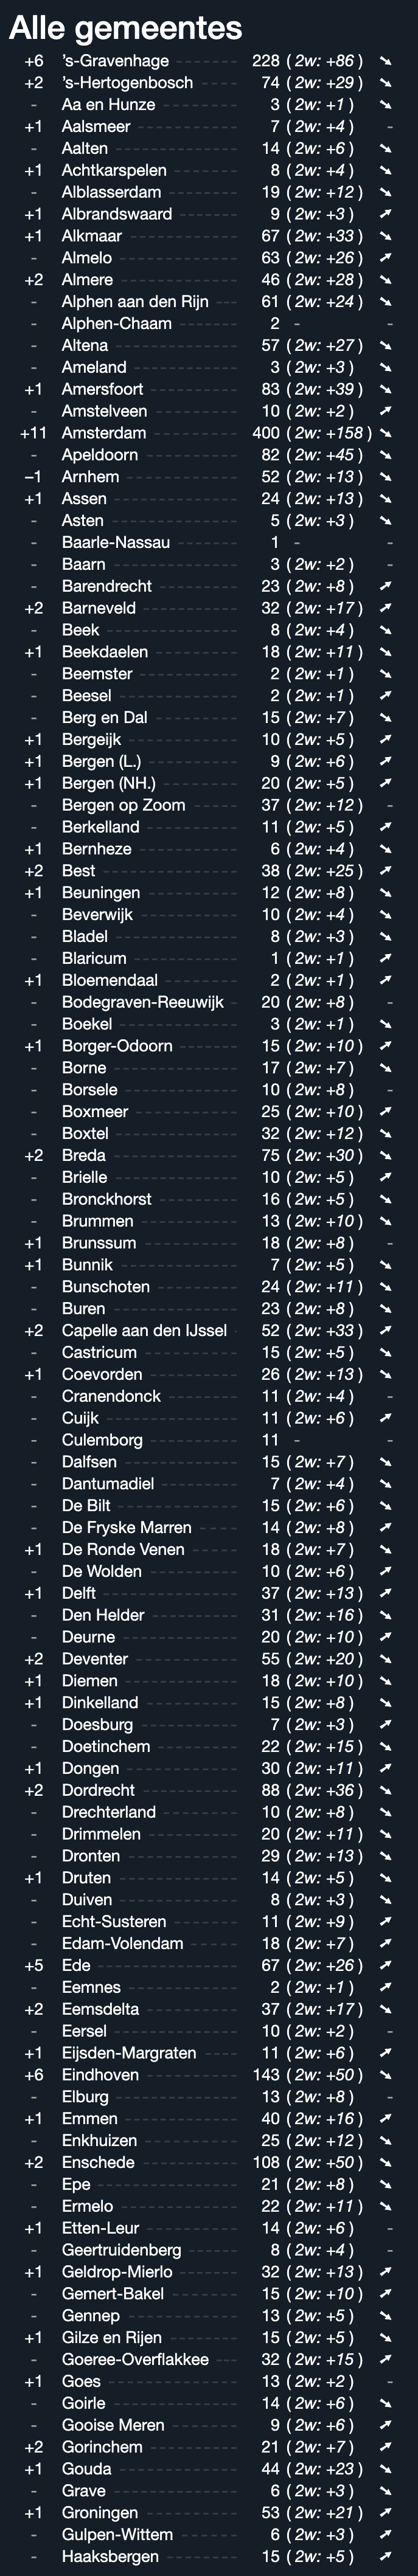 Alle gemeentes
+6 's-Gravenhage 228 ( 2w: +86 ) ➘
+2 's-Hertogenbosch 74 ( 2w: +29 ) ➘
- Aa en Hunze 3 ( 2w: +1 ) ➘
+1 Aalsmeer 7 ( 2w: +4 ) -
- Aalten 14 ( 2w: +6 ) ➘
+1 Achtkarspelen 8 ( 2w: +4 ) ➘
- Alblasserdam 19 ( 2w: +12 ) ➘
+1 Albrandswaard 9 ( 2w: +3 ) ➚
+1 Alkmaar 67 ( 2w: +33 ) ➘
- Almelo 63 ( 2w: +26 ) ➚
+2 Almere 46 ( 2w: +28 ) ➘
- Alphen aan den Rijn 61 ( 2w: +24 ) ➘
- Alphen-Chaam 2 - -
- Altena 57 ( 2w: +27 ) ➘
- Ameland 3 ( 2w: +3 ) ➘
+1 Amersfoort 83 ( 2w: +39 ) ➘
- Amstelveen 10 ( 2w: +2 ) ➚
+11 Amsterdam 400 ( 2w: +158 ) ➘
- Apeldoorn 82 ( 2w: +45 ) ➘
−1 Arnhem 52 ( 2w: +13 ) ➘
+1 Assen 24 ( 2w: +13 ) ➘
- Asten 5 ( 2w: +3 ) ➘
- Baarle-Nassau 1 - -
- Baarn 3 ( 2w: +2 ) -
- Barendrecht 23 ( 2w: +8 ) ➚
+2 Barneveld 32 ( 2w: +17 ) ➚
- Beek 8 ( 2w: +4 ) ➘
+1 Beekdaelen 18 ( 2w: +11 ) ➘
- Beemster 2 ( 2w: +1 ) ➘
- Beesel 2 ( 2w: +1 ) ➚
- Berg en Dal 15 ( 2w: +7 ) ➘
+1 Bergeijk 10 ( 2w: +5 ) ➚
+1 Bergen (L.) 9 ( 2w: +6 ) ➚
+1 Bergen (NH.) 20 ( 2w: +5 ) ➚
- Bergen op Zoom 37 ( 2w: +12 ) -
- Berkelland 11 ( 2w: +5 ) ➚
+1 Bernheze 6 ( 2w: +4 ) ➘
+2 Best 38 ( 2w: +25 ) ➚
+1 Beuningen 12 ( 2w: +8 ) ➘
- Beverwijk 10 ( 2w: +4 ) ➘
- Bladel 8 ( 2w: +3 ) ➘
- Blaricum 1 ( 2w: +1 ) ➚
+1 Bloemendaal 2 ( 2w: +1 ) ➚
- Bodegraven-Reeuwijk 20 ( 2w: +8 ) -
- Boekel 3 ( 2w: +1 ) ➘
+1 Borger-Odoorn 15 ( 2w: +10 ) ➚
- Borne 17 ( 2w: +7 ) ➘
- Borsele 10 ( 2w: +8 ) -
- Boxmeer 25 ( 2w: +10 ) ➚
- Boxtel 32 ( 2w: +12 ) ➘
+2 Breda 75 ( 2w: +30 ) ➘
- Brielle 10 ( 2w: +5 ) ➚
- Bronckhorst 16 ( 2w: +5 ) ➘
- Brummen 13 ( 2w: +10 ) ➘
+1 Brunssum 18 ( 2w: +8 ) -
+1 Bunnik 7 ( 2w: +5 ) ➘
- Bunschoten 24 ( 2w: +11 ) ➘
- Buren 23 ( 2w: +8 ) ➘
+2 Capelle aan den IJssel 52 ( 2w: +33 ) ➚
- Castricum 15 ( 2w: +5 ) ➘
+1 Coevorden 26 ( 2w: +13 ) ➘
- Cranendonck 11 ( 2w: +4 ) -
- Cuijk 11 ( 2w: +6 ) ➚
- Culemborg 11 - -
- Dalfsen 15 ( 2w: +7 ) ➘
- Dantumadiel 7 ( 2w: +4 ) ➘
- De Bilt 15 ( 2w: +6 ) ➘
- De Fryske Marren 14 ( 2w: +8 ) ➚
+1 De Ronde Venen 18 ( 2w: +7 ) ➘
- De Wolden 10 ( 2w: +6 ) ➚
+1 Delft 37 ( 2w: +13 ) ➚
- Den Helder 31 ( 2w: +16 ) ➘
- Deurne 20 ( 2w: +10 ) ➚
+2 Deventer 55 ( 2w: +20 ) ➘
+1 Diemen 18 ( 2w: +10 ) ➘
+1 Dinkelland 15 ( 2w: +8 ) ➘
- Doesburg 7 ( 2w: +3 ) ➚
- Doetinchem 22 ( 2w: +15 ) ➘
+1 Dongen 30 ( 2w: +11 ) ➚
+2 Dordrecht 88 ( 2w: +36 ) ➘
- Drechterland 10 ( 2w: +8 ) ➘
- Drimmelen 20 ( 2w: +11 ) ➘
- Dronten 29 ( 2w: +13 ) ➘
+1 Druten 14 ( 2w: +5 ) ➘
- Duiven 8 ( 2w: +3 ) ➘
- Echt-Susteren 11 ( 2w: +9 ) ➚
- Edam-Volendam 18 ( 2w: +7 ) ➚
+5 Ede 67 ( 2w: +26 ) ➚
- Eemnes 2 ( 2w: +1 ) ➚
+2 Eemsdelta 37 ( 2w: +17 ) ➘
- Eersel 10 ( 2w: +2 ) -
+1 Eijsden-Margraten 11 ( 2w: +6 ) ➚
+6 Eindhoven 143 ( 2w: +50 ) ➘
- Elburg 13 ( 2w: +8 ) -
+1 Emmen 40 ( 2w: +16 ) ➚
- Enkhuizen 25 ( 2w: +12 ) ➘
+2 Enschede 108 ( 2w: +50 ) ➘
- Epe 21 ( 2w: +8 ) ➘
- Ermelo 22 ( 2w: +11 ) ➘
+1 Etten-Leur 14 ( 2w: +6 ) -
- Geertruidenberg 8 ( 2w: +4 ) -
+1 Geldrop-Mierlo 32 ( 2w: +13 ) ➚
- Gemert-Bakel 15 ( 2w: +10 ) ➚
- Gennep 13 ( 2w: +5 ) ➘
+1 Gilze en Rijen 15 ( 2w: +5 ) ➘
- Goeree-Overflakkee 32 ( 2w: +15 ) ➚
+1 Goes 13 ( 2w: +2 ) -
- Goirle 14 ( 2w: +6 ) ➘
- Gooise Meren 9 ( 2w: +6 ) ➚
+2 Gorinchem 21 ( 2w: +7 ) ➚
+1 Gouda 44 ( 2w: +23 ) ➘
- Grave 6 ( 2w: +3 ) ➘
+1 Groningen 53 ( 2w: +21 ) ➚
- Gulpen-Wittem 6 ( 2w: +3 ) ➚
- Haaksbergen 15 ( 2w: +5 ) ➚